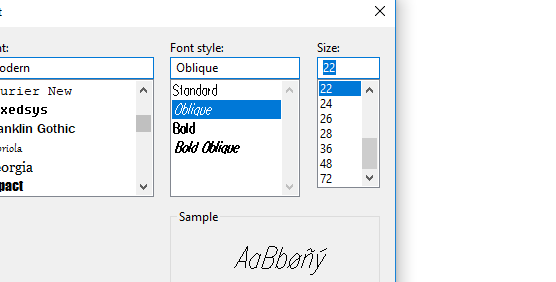 t
nt: Font style: Size:
odern Oblique 22
urier New
xedsys
anklin Gothic
briola
eorgia
pact
Standard
Oblique
Bold
Bold Oblique
22
24
26
28
36
48
72
Sample
AaBbøñý